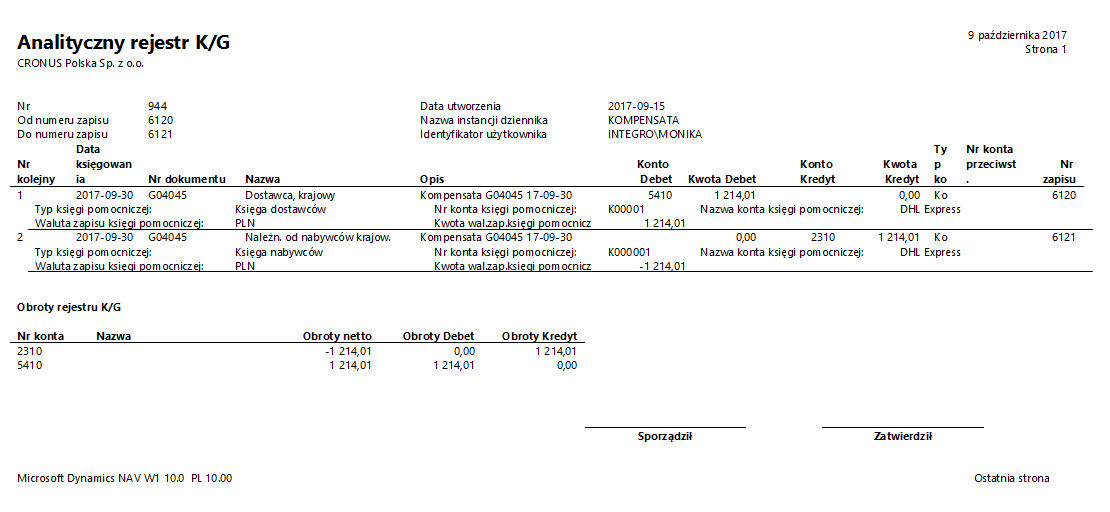 Analityczny rejestr K/G
9 października 2017
CRONUS Polska Sp. z o.o.
Strona 1
Nr 944 Data utworzenia 2017-09-15
Od numeru zapisu 6120 Nazwa instancji dziennika KOMPENSATA
Do numeru zapisu 6121 Identyfikator użytkownika INTEGRO\MONIKA
Nr kolejny Data księgowan ia Nr dokumentu Nazwa Opis Konto Debet Kwota Debet Konto Kredyt Kwota Kredyt Ty p ko Nr konta przeciwst . Nr zapisu
1 2017-09-30 G04045 Dostawca, krajowy Kompensata G04045 17-09-30 5410 1 214,01 0,00 Ko 6120
Typ księgi pomocniczej: Księga dostawców Nr konta księgi pomocniczej: K00001 Nazwa konta księgi pomocniczej: DHL Express
Waluta zapisu księgi pomocniczej: PLN Kwota wal.zap.księgi pomocnicz 1 214,01
2 2017-09-30 G04045 Należn. od nabywców krajow. Kompensata G04045 17-09-30 0,00 2310 1 214,01 Ko 6121
Typ księgi pomocniczej: Księga nabywców Nr konta księgi pomocniczej: K000001 Nazwa konta księgi pomocniczej: DHL Express
Waluta zapisu księgi pomocniczej: PLN Kwota wal.zap.księgi pomocnicz -1 214,01
Obroty rejestru K/G
Nr konta Nazwa Obroty netto Obroty Debet Obroty Kredyt
2310 -1 214,01 0,00 1 214,01
5410 1 214,01 1 214,01 0,00
Sporządził Zatwierdził
Microsoft Dynamics NAV W1 10.0 PL 10.00 Ostatnia strona